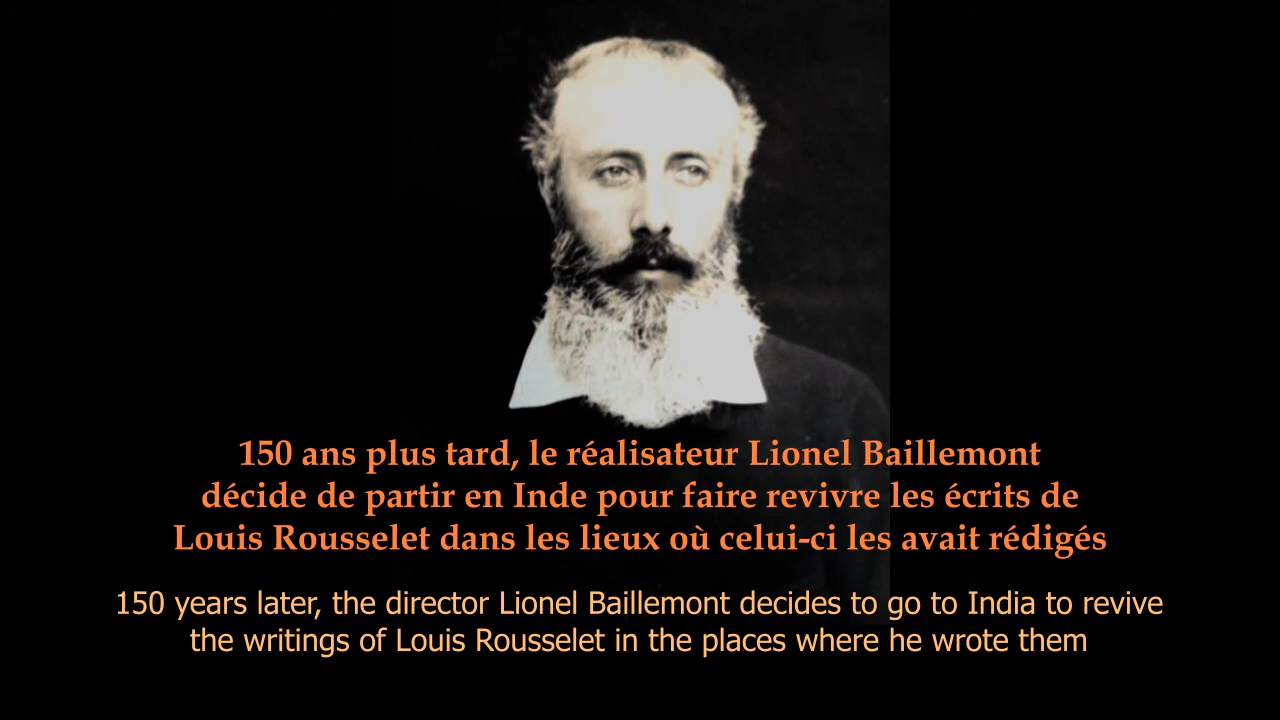 150 ans plus tard, le réalisateur Lionel Baillemont
décide de partir en Inde pour faire revivre les écrits de
Louis Rousselet dans les lieux où celui-ci les avait rédigés
150 years later, the director Lionel Baillemont decides to go to India to revive
the writings of Louis Rousselet in the places where he wrote them